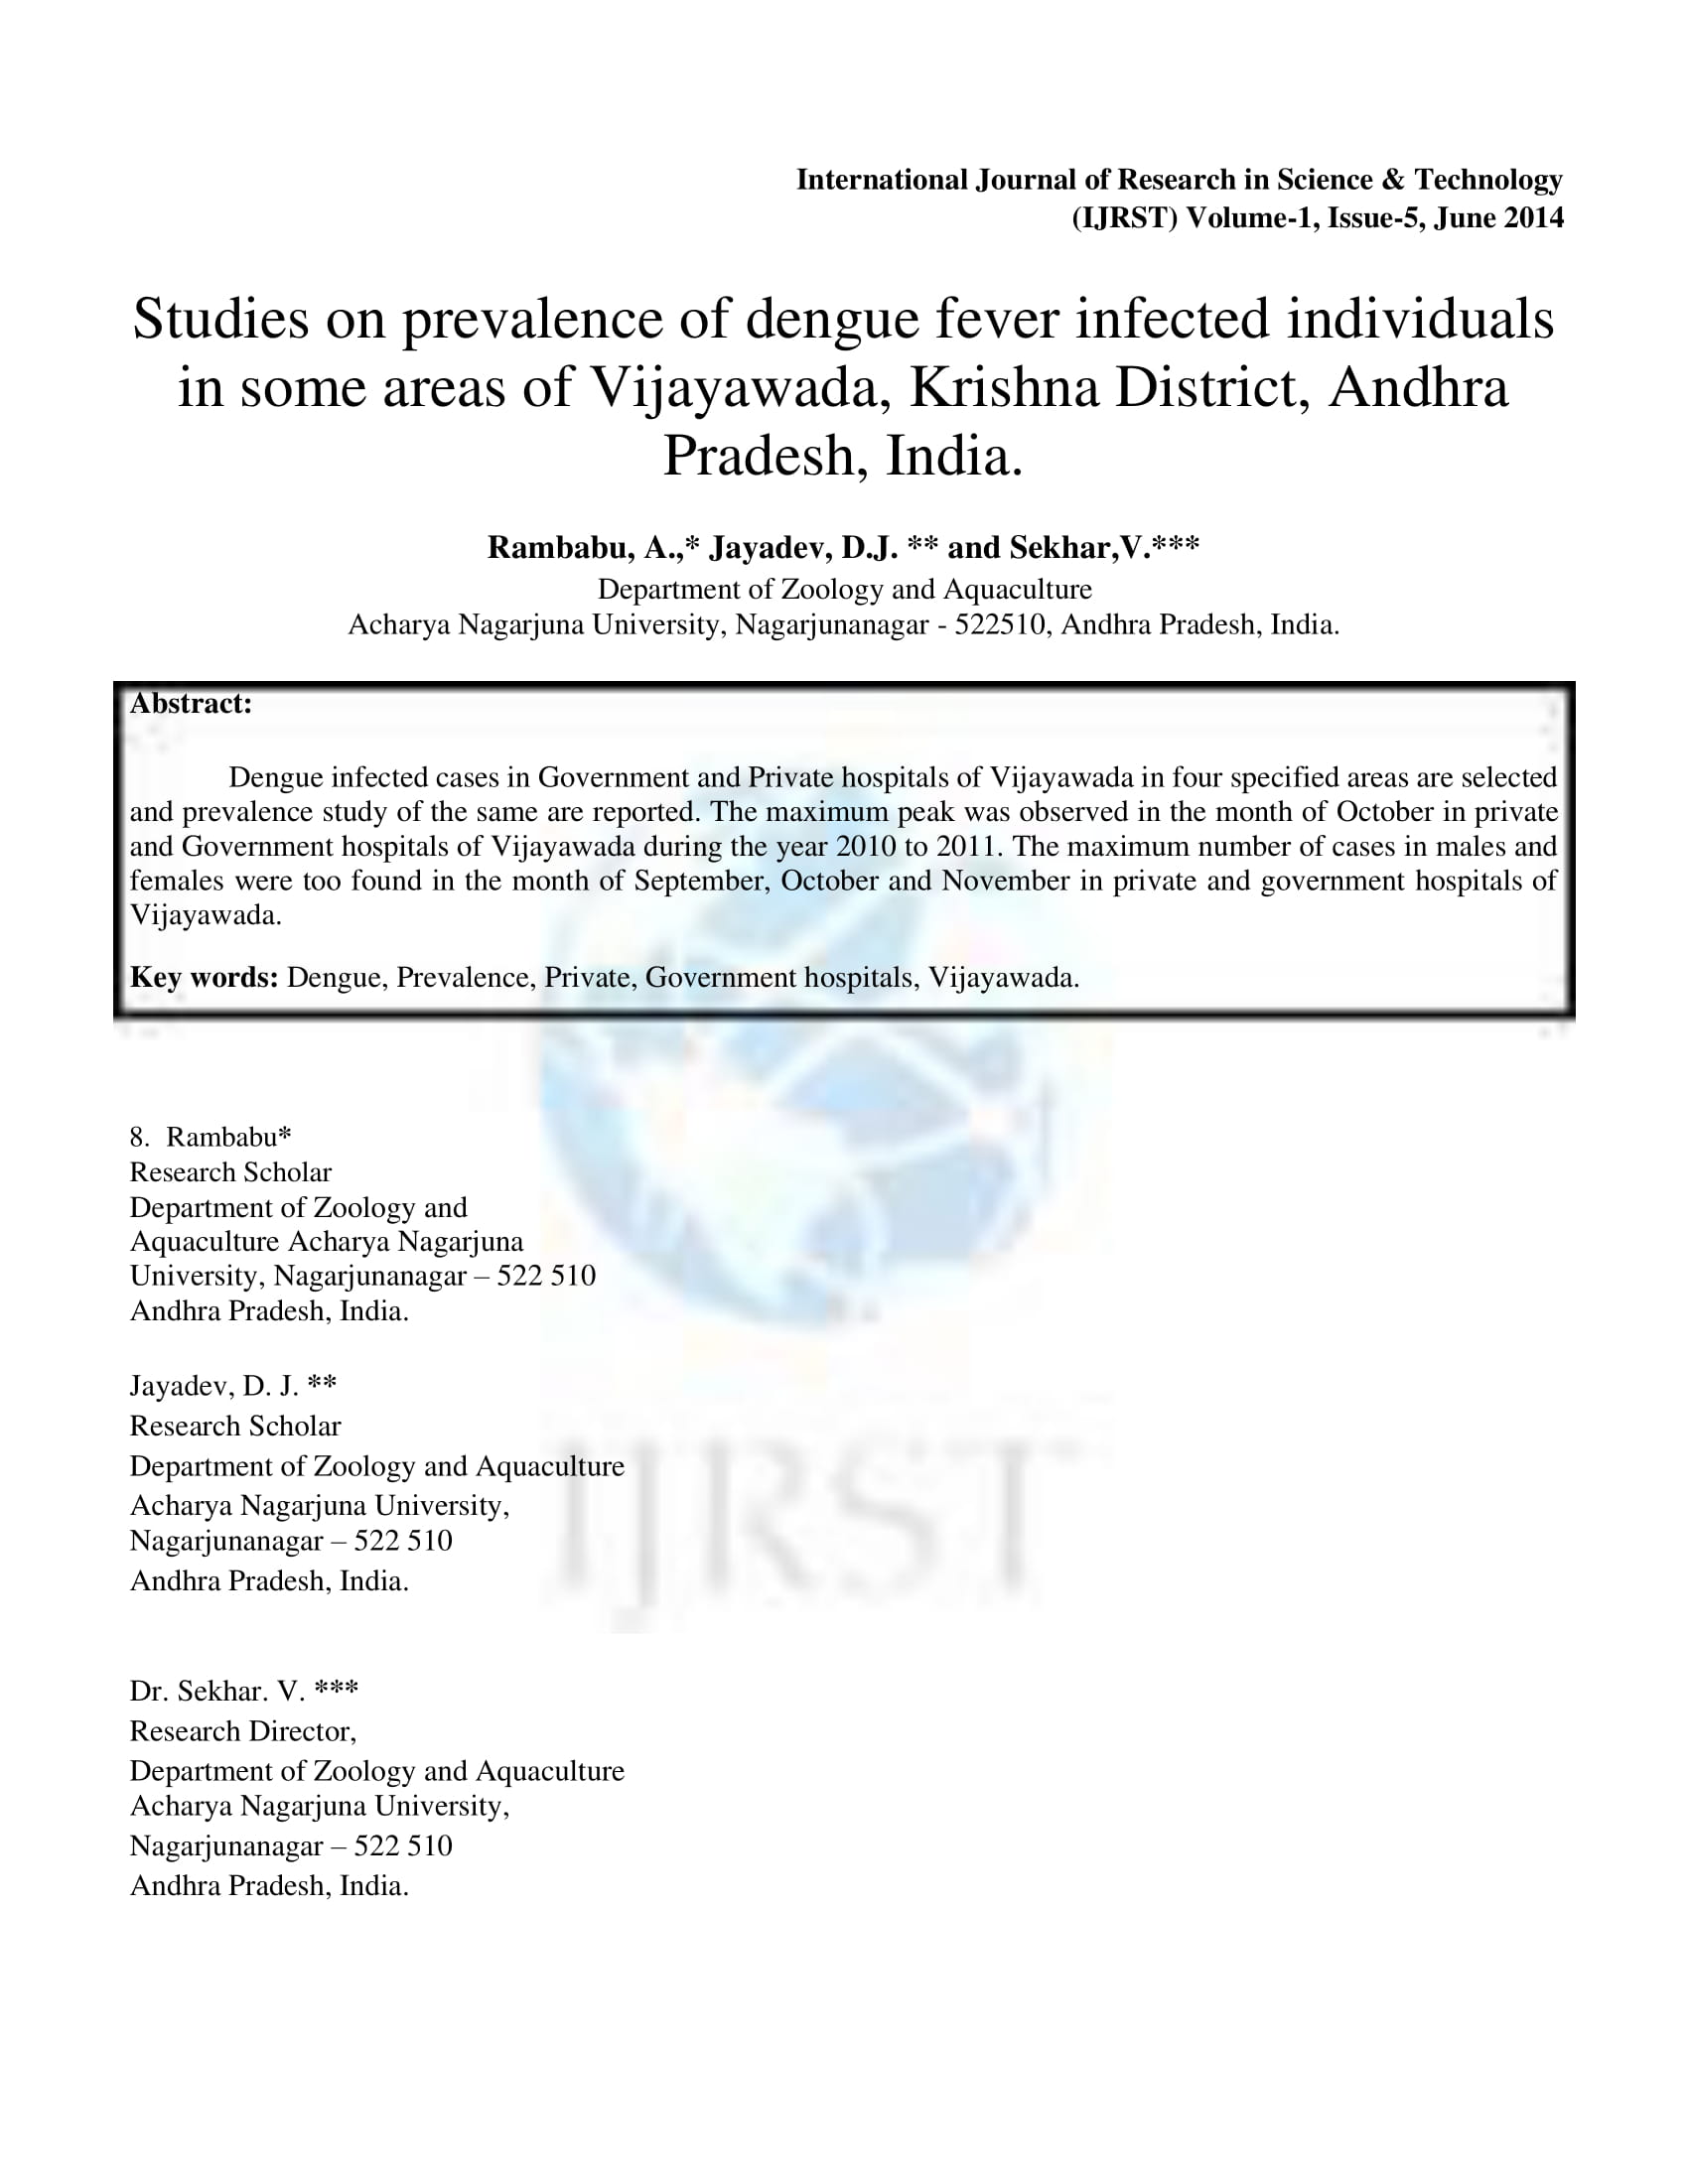 International Journal of Research in Science & Technology
(IJRST) Volume-1, Issue-5, June 2014
Studies on prevalence of dengue fever infected individuals
in some areas of Vijayawada, Krishna District, Andhra
Pradesh, India.
Rambabu, A.,* Jayadev, D.J. ** and Sekhar,V.***
Department of Zoology and Aquaculture
Acharya Nagarjuna University, Nagarjunanagar - 522510, Andhra Pradesh, India.
Abstract:
Dengue infected cases in Government and Private hospitals of Vijayawada in four specified areas are selected
and prevalence study of the same are reported. The maximum peak was observed in the month of October in private
and Government hospitals of Vijayawada during the year 2010 to 2011. The maximum number of cases in males and
females were too found in the month of September, October and November in private and government hospitals of
Vijayawada.
Key words: Dengue, Prevalence, Private, Government hospitals, Vijayawada.
8. Rambabu*
Research Scholar
Department of Zoology and
Aquaculture Acharya Nagarjuna
University, Nagarjunanagar – 522 510
Andhra Pradesh, India.
Jayadev, D. J. **
Research Scholar
Department of Zoology and Aquaculture
Acharya Nagarjuna University,
Nagarjunanagar – 522 510
Andhra Pradesh, India.
IJRST
Dr. Sekhar. V. ***
Research Director,
Department of Zoology and Aquaculture
Acharya Nagarjuna University,
Nagarjunanagar – 522 510
Andhra Pradesh, India.